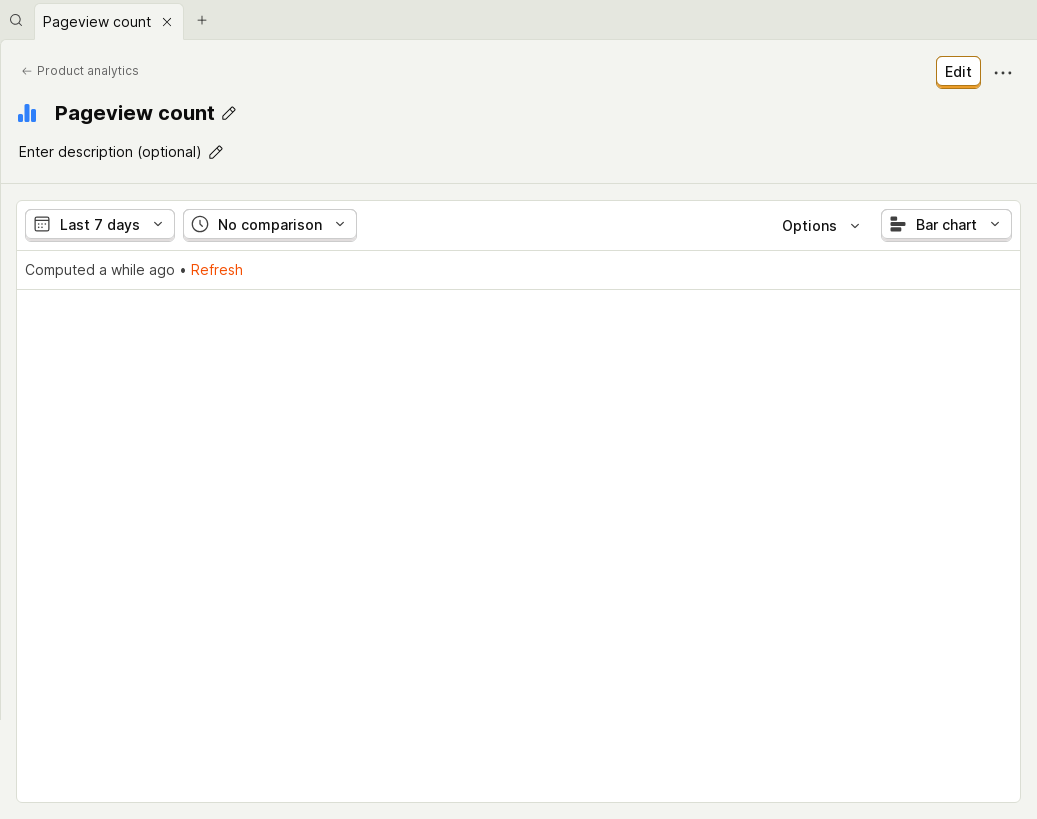 Pageview count
Product analytics
Edit
Pageview count
Enter description (optional)
Last 7 days
No comparison
Options
Bar chart
Computed a while ago • Refresh